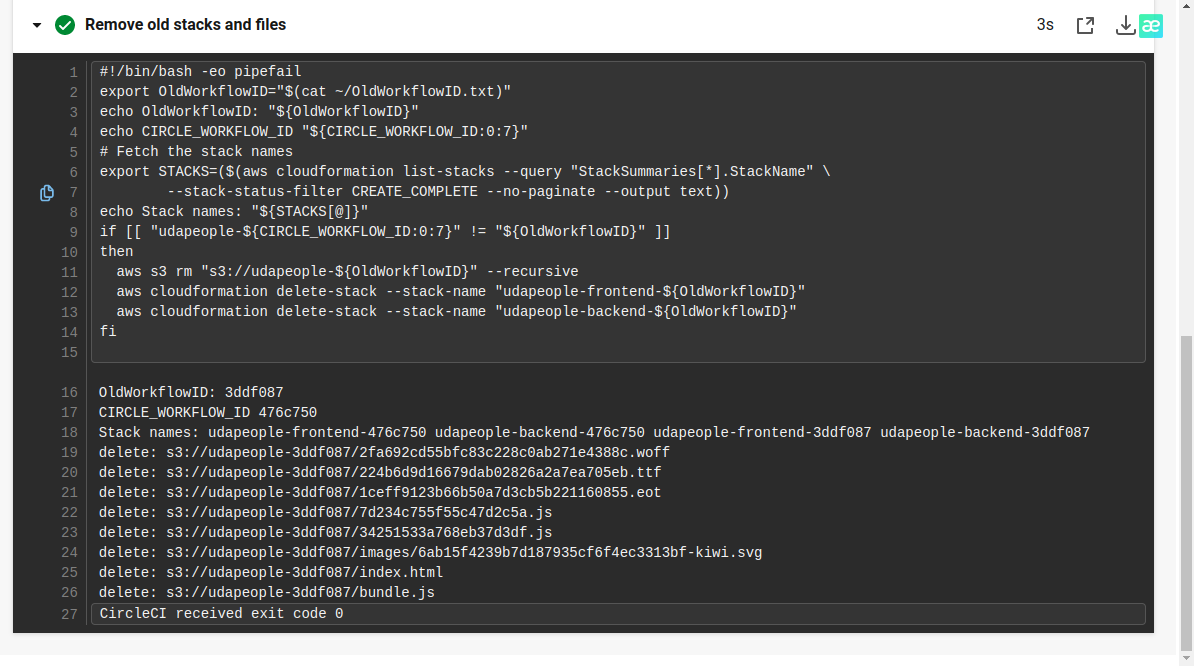 Remove old stacks and files
3s
æ
1 #!/bin/bash -eo pipefail
2 export OldWorkflowID="$(cat ~/OldWorkflowID.txt)"
3 echo OldWorkflowID: "${OldWorkflowID}"
4 echo CIRCLE_WORKFLOW_ID "${CIRCLE_WORKFLOW_ID:0:7}"
5 # Fetch the stack names
6 export STACKS=($(aws cloudformation list-stacks --query "StackSummaries[*].StackName" \
7         --stack-status-filter CREATE_COMPLETE --no-paginate --output text))
8 echo Stack names: "${STACKS[@]}"
9 if [[ "udapeople-${CIRCLE_WORKFLOW_ID:0:7}" != "${OldWorkflowID}" ]]
10 then
11   aws s3 rm "s3://udapeople-${OldWorkflowID}" --recursive
12   aws cloudformation delete-stack --stack-name "udapeople-frontend-${OldWorkflowID}"
13   aws cloudformation delete-stack --stack-name "udapeople-backend-${OldWorkflowID}"
14 fi
15
16 OldWorkflowID: 3ddf087
17 CIRCLE_WORKFLOW_ID 476c750
18 Stack names: udapeople-frontend-476c750 udapeople-backend-476c750 udapeople-frontend-3ddf087 udapeople-backend-3ddf087
19 delete: s3://udapeople-3ddf087/2fa692cd55bfc83c228c0ab271e4388c.woff
20 delete: s3://udapeople-3ddf087/224b6d9d16679dab02826a2a7ea705eb.ttf
21 delete: s3://udapeople-3ddf087/1ceff9123b66b50a7d3cb5b221160855.eot
22 delete: s3://udapeople-3ddf087/7d234c755f55c47d2c5a.js
23 delete: s3://udapeople-3ddf087/34251533a768eb37d3df.js
24 delete: s3://udapeople-3ddf087/images/6ab15f4239b7d187935cf6f4ec3313bf-kiwi.svg
25 delete: s3://udapeople-3ddf087/index.html
26 delete: s3://udapeople-3ddf087/bundle.js
27 CircleCI received exit code 0